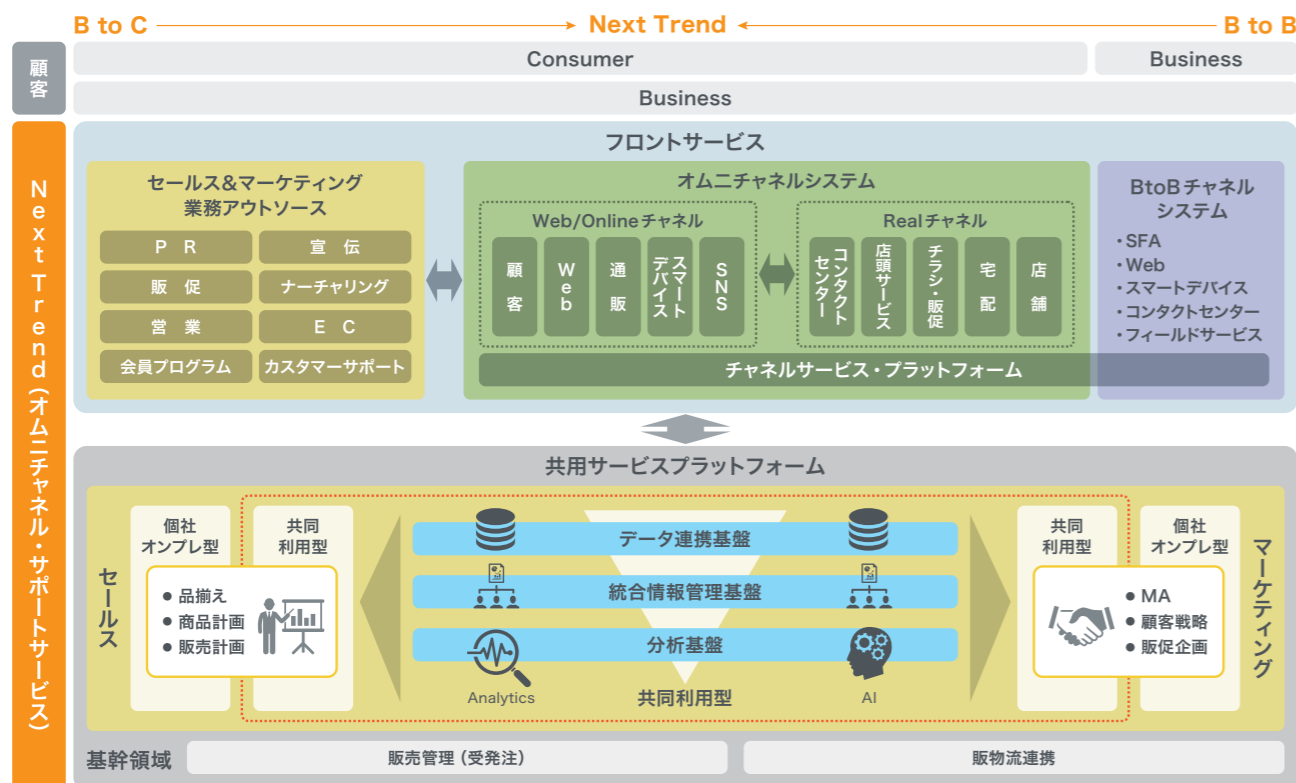 B to C
Next Trend
B to B
顧客
Consumer
Business
Business
Next Trend（オムニチャネル・サポートサービス）
フロントサービス
セールス&マーケティング
業務アウトソース
P R
宣 伝
販 促
ナーチャリング
営 業
E C
会員プログラム
カスタマーサポート
オムニチャネルシステム
Web/Onlineチャネル
顧客
Web
通販
スマート
デバイス
SNS
Realチャネル
コンタクト
センター
店頭サービス
チラシ・販促
宅配
店舗
チャネルサービス・プラットフォーム
BtoBチャネル
システム
・SFA
・Web
・スマートデバイス
・コンタクトセンター
・フィールドサービス
共用サービスプラットフォーム
セールス
個社
オンプレ型
共同
利用型
● 品揃え
● 商品計画
● 販売計画
データ連携基盤
統合情報管理基盤
分析基盤
Analytics
共同利用型
AI
共同
利用型
個社
オンプレ型
● MA
● 顧客戦略
● 販促企画
マーケティング
基幹領域
販売管理（受発注）
販物流連携